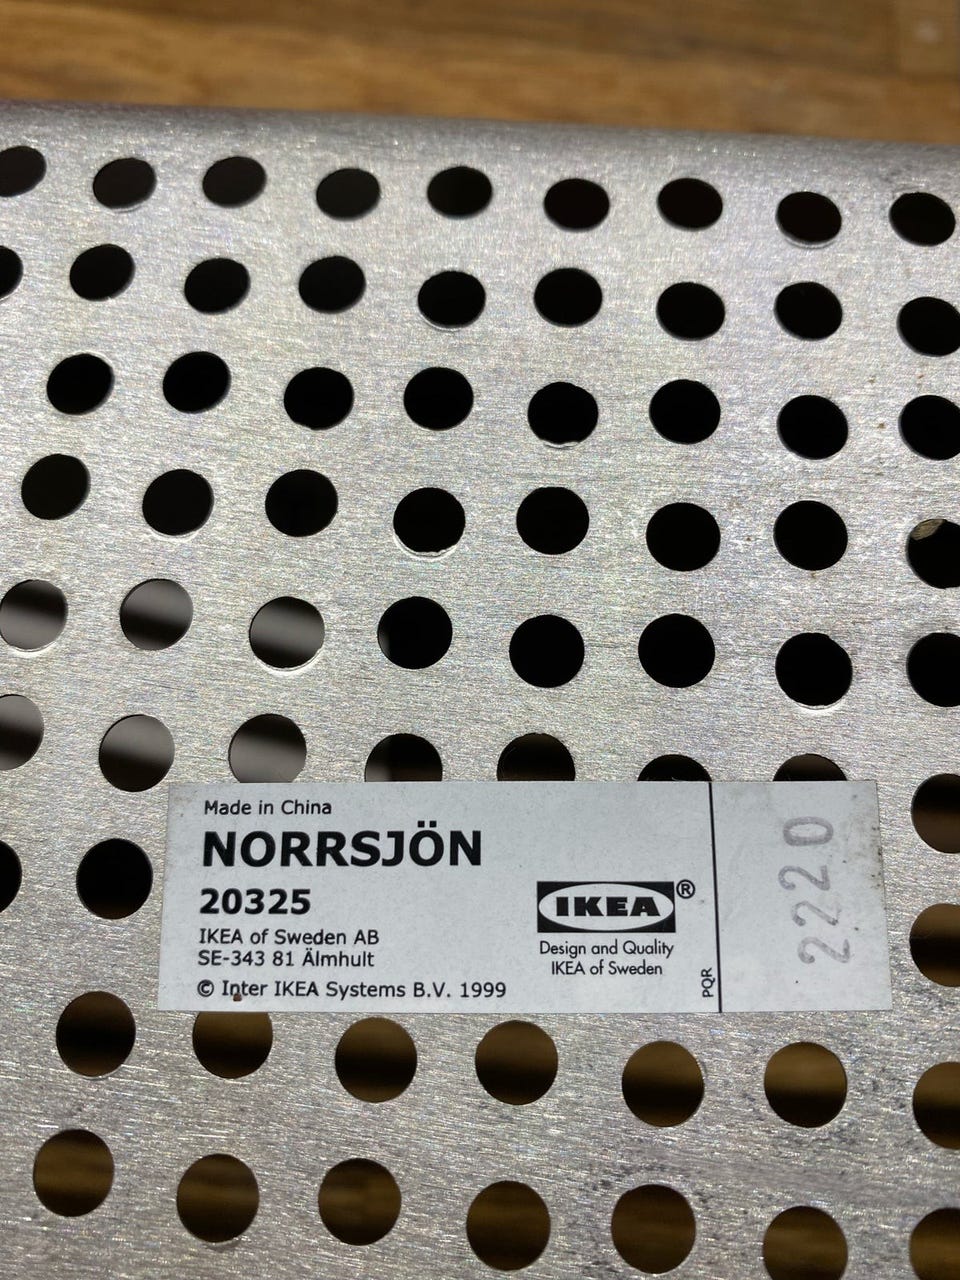 Made in China
NORRSJÖN
20325
IKEA of Sweden AB
SE-343 81 Älmhult
© Inter IKEA Systems B.V. 1999
IKEA®
Design and Quality
IKEA of Sweden
PQR
2220